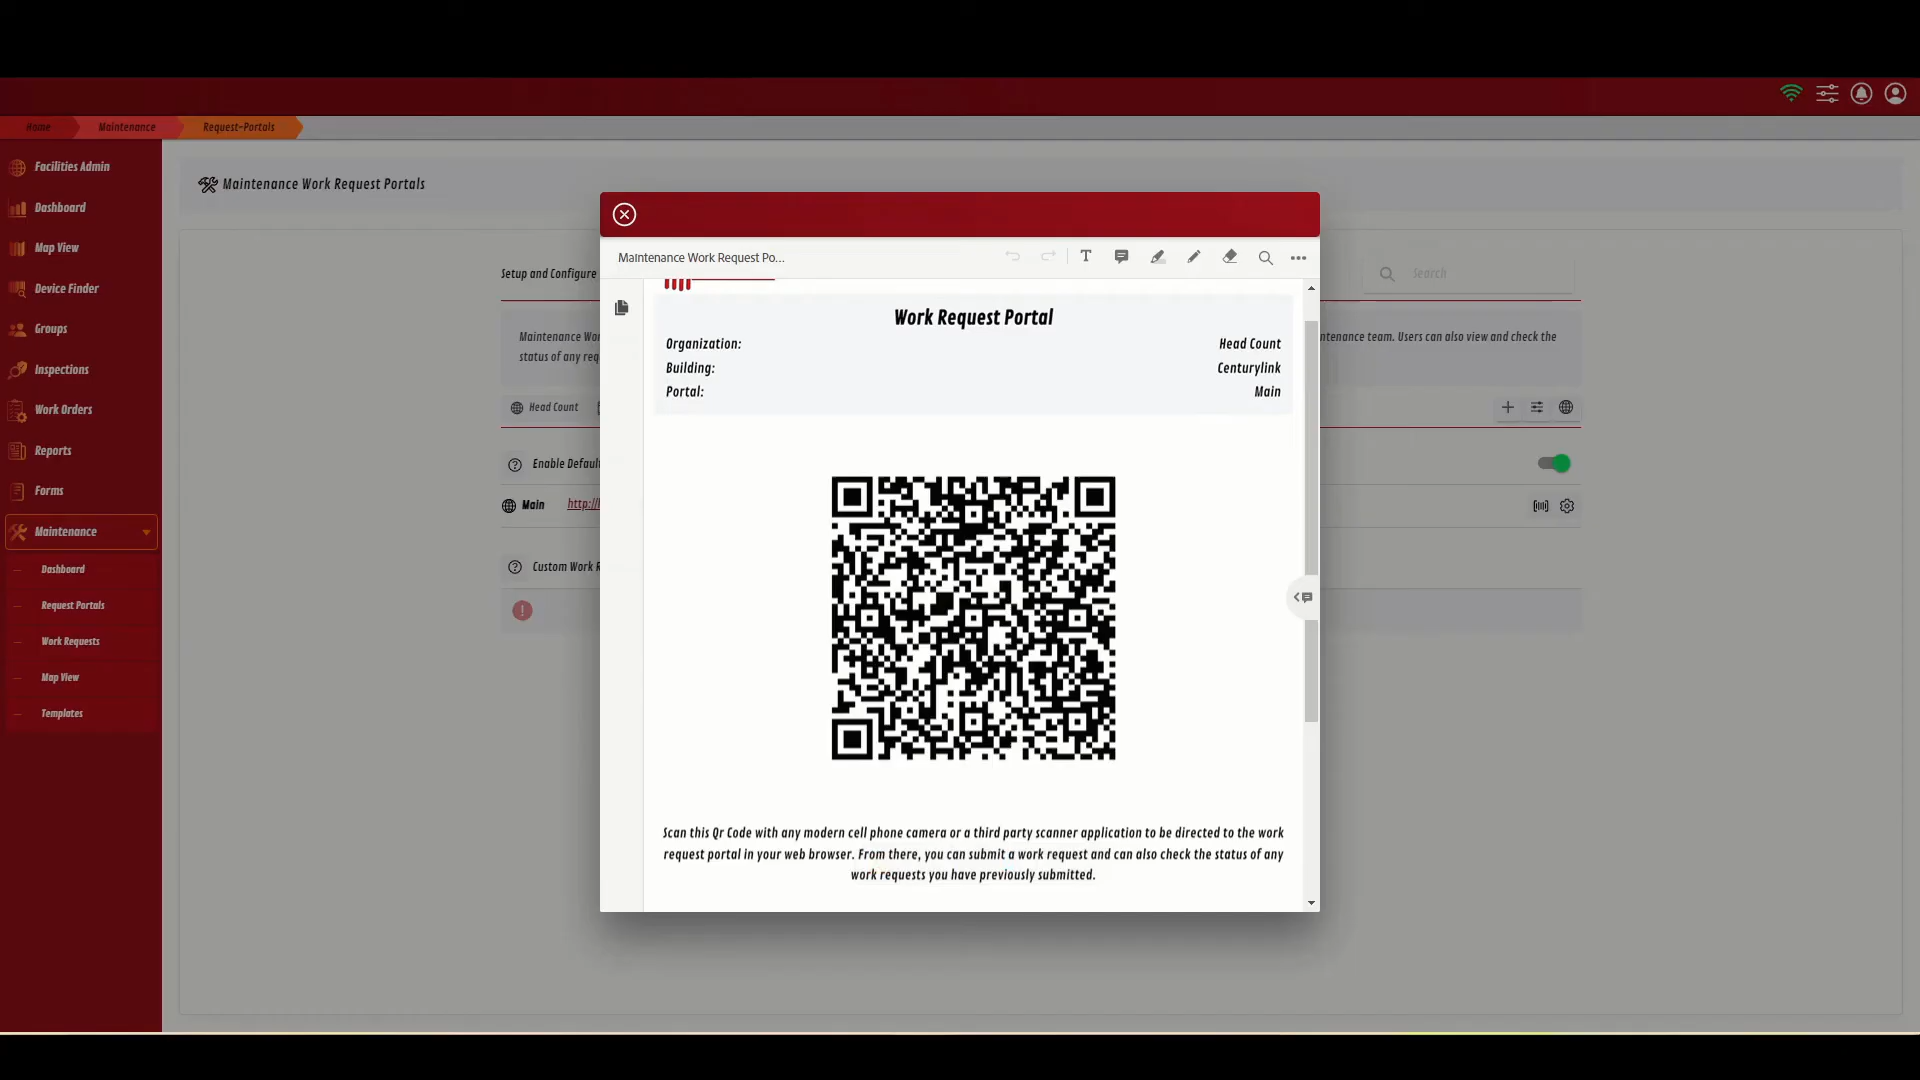 Home
Maintenance
Request-Portals
Facilities Admin
Dashboard
Map View
Device Finder
Groups
Inspections
Work Orders
Reports
Forms
Maintenance
Dashboard
Request Portals
Work Requests
Map View
Templates
Maintenance Work Request Portals
Setup and Configure
Search
Maintenance Wo
ntenance team. Users can also view and check the
status of any req
Head Count
Enable Defaul
Main
http://
Custom Work R
Maintenance Work Request Po...
Work Request Portal
Organization: Head Count
Building: Centurylink
Portal: Main
Scan this Qr Code with any modern cell phone camera or a third party scanner application to be directed to the work
request portal in your web browser. From there, you can submit a work request and can also check the status of any
work requests you have previously submitted.